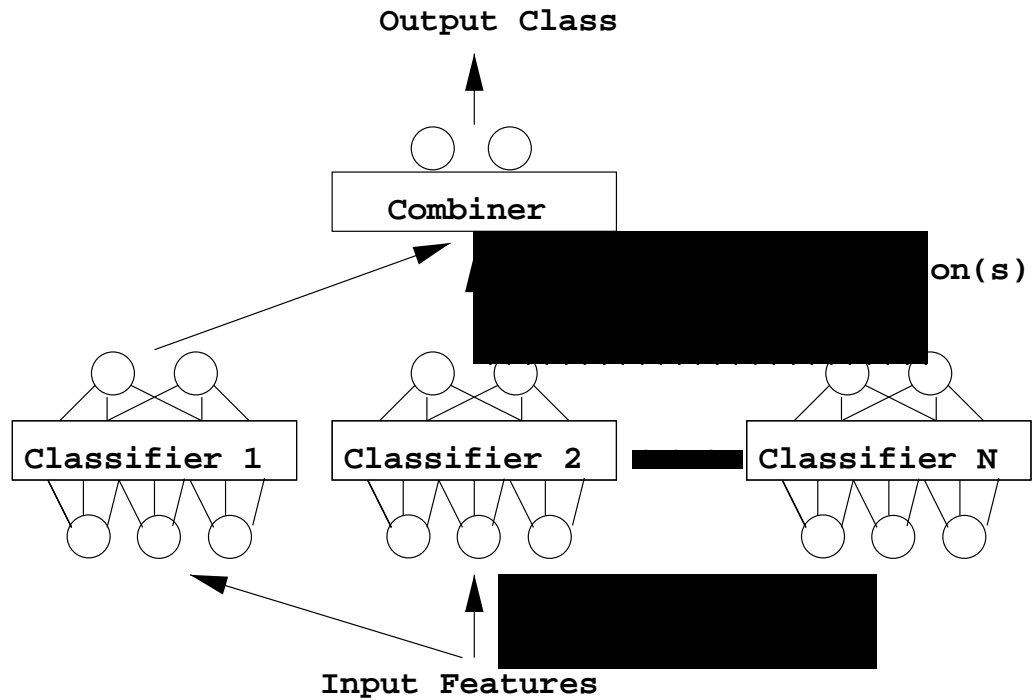 Output Class
Combiner
on(s)
Classifier 1
Classifier 2
Classifier N
Input Features